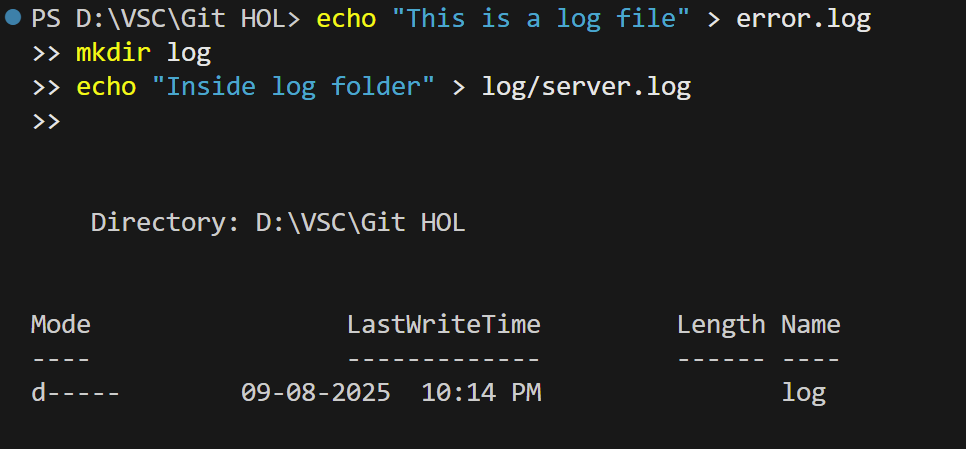 PS D:\VSC\Git HOL> echo "This is a log file" > error.log
>> mkdir log
>> echo "Inside log folder" > log/server.log
>>
Directory: D:\VSC\Git HOL
Mode                 LastWriteTime         Length Name
----                 -------------         ------ ----
d-----        09-08-2025  10:14 PM                log